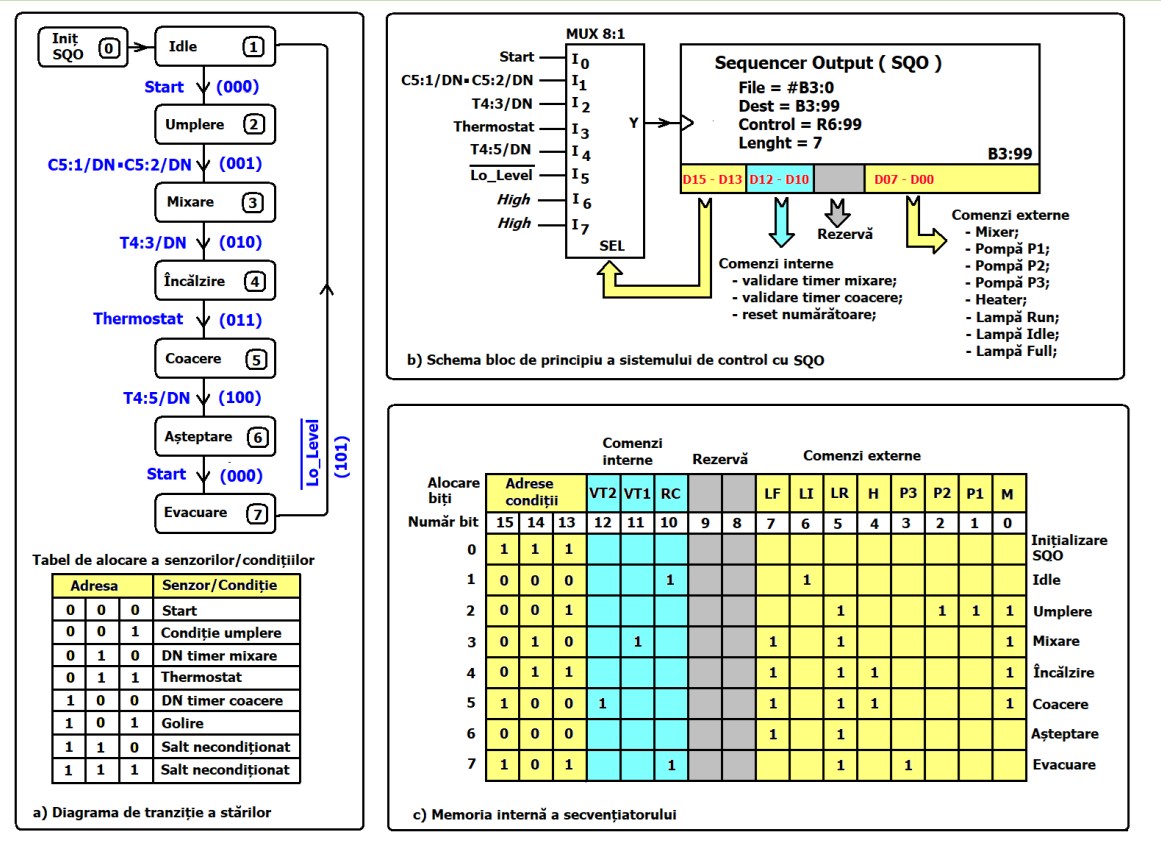 Iniț
SQO
0
Idle
1
Start
(000)
Umplere
2
C5:1/DN▪C5:2/DN
(001)
Mixare
3
T4:3/DN
(010)
Încălzire
4
Thermostat
(011)
Coacere
5
T4:5/DN
(100)
Așteptare
6
Start
(000)
Evacuare
7
Lo_Level
(101)
Tabel de alocare a senzorilor/condițiilor
Adresa Senzor/Condiție
0 0 0 Start
0 0 1 Condiție umplere
0 1 0 DN timer mixare
0 1 1 Thermostat
1 0 0 DN timer coacere
1 0 1 Golire
1 1 0 Salt necondiționat
1 1 1 Salt necondiționat
a) Diagrama de tranziție a stărilor
MUX 8:1
Start I0
C5:1/DN▪C5:2/DN I1
T4:3/DN I2
Thermostat I3
T4:5/DN I4
Lo_Level I5
High I6
High I7
Y
SEL
Sequencer Output ( SQO )
File = #B3:0
Dest = B3:99
Control = R6:99
Lenght = 7
B3:99
D15 - D13 D12 - D10 D07 - D00
Rezervă
Comenzi interne
- validare timer mixare;
- validare timer coacere;
- reset numărătoare;
Comenzi externe
- Mixer;
- Pompă P1;
- Pompă P2;
- Pompă P3;
- Heater;
- Lampă Run;
- Lampă Idle;
- Lampă Full;
b) Schema bloc de principiu a sistemului de control cu SQO
Comenzi
interne
Rezervă
Comenzi externe
Alocare
biți
Adrese
condiții
VT2 VT1 RC LF LI LR H P3 P2 P1 M
Număr bit 15 14 13 12 11 10 9 8 7 6 5 4 3 2 1 0
0 1 1 1 Inițializare
SQO
1 0 0 0 1 1 Idle
2 0 0 1 1 1 1 1 Umplere
3 0 1 0 1 1 1 1 Mixare
4 0 1 1 1 1 1 1 Încălzire
5 1 0 0 1 1 1 1 1 Coacere
6 0 0 0 1 1 Așteptare
7 1 0 1 1 1 1 Evacuare
c) Memoria internă a secvențiatorului